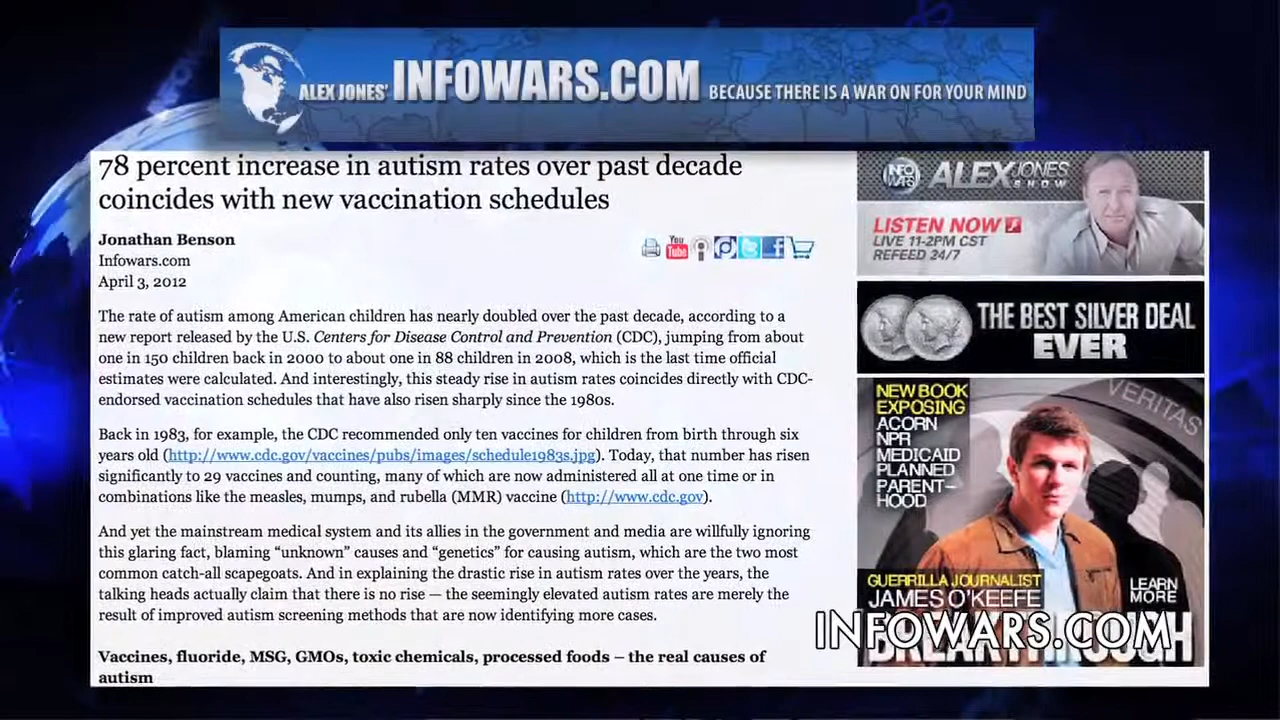 ALEX JONES' INFOWARS.COM BECAUSE THERE IS A WAR ON FOR YOUR MIND
78 percent increase in autism rates over past decade
coincides with new vaccination schedules
Jonathan Benson
Infowars.com
April 3, 2012
You
Tube
The rate of autism among American children has nearly doubled over the past decade, according to a
new report released by the U.S. Centers for Disease Control and Prevention (CDC), jumping from about
one in 150 children back in 2000 to about one in 88 children in 2008, which is the last time official
estimates were calculated. And interestingly, this steady rise in autism rates coincides directly with CDC-
endorsed vaccination schedules that have also risen sharply since the 1980s.
Back in 1983, for example, the CDC recommended only ten vaccines for children from birth through six
years old (http://www.cdc.gov/vaccines/pubs/images/schedule1983s.jpg). Today, that number has risen
significantly to 29 vaccines and counting, many of which are now administered all at one time or in
combinations like the measles, mumps, and rubella (MMR) vaccine (http://www.cdc.gov).
And yet the mainstream medical system and its allies in the government and media are willfully ignoring
this glaring fact, blaming “unknown” causes and “genetics” for causing autism, which are the two most
common catch-all scapegoats. And in explaining the drastic rise in autism rates over the years, the
talking heads actually claim that there is no rise — the seemingly elevated autism rates are merely the
result of improved autism screening methods that are now identifying more cases.
Vaccines, fluoride, MSG, GMOs, toxic chemicals, processed foods – the real causes of
autism
INFO
WARS
ALEX JONES
SHOW
LISTEN NOW
LIVE 11-2PM CST
REFEED 24/7
THE BEST SILVER DEAL
EVER
VERITAS
NEW BOOK
EXPOSING
ACORN
NPR
MEDICAID
PLANNED
PARENT-
HOOD
GUERRILLA JOURNALIST
JAMES O'KEEFE
LEARN
MORE
BREAKTHROUGH
INFOWARS.COM